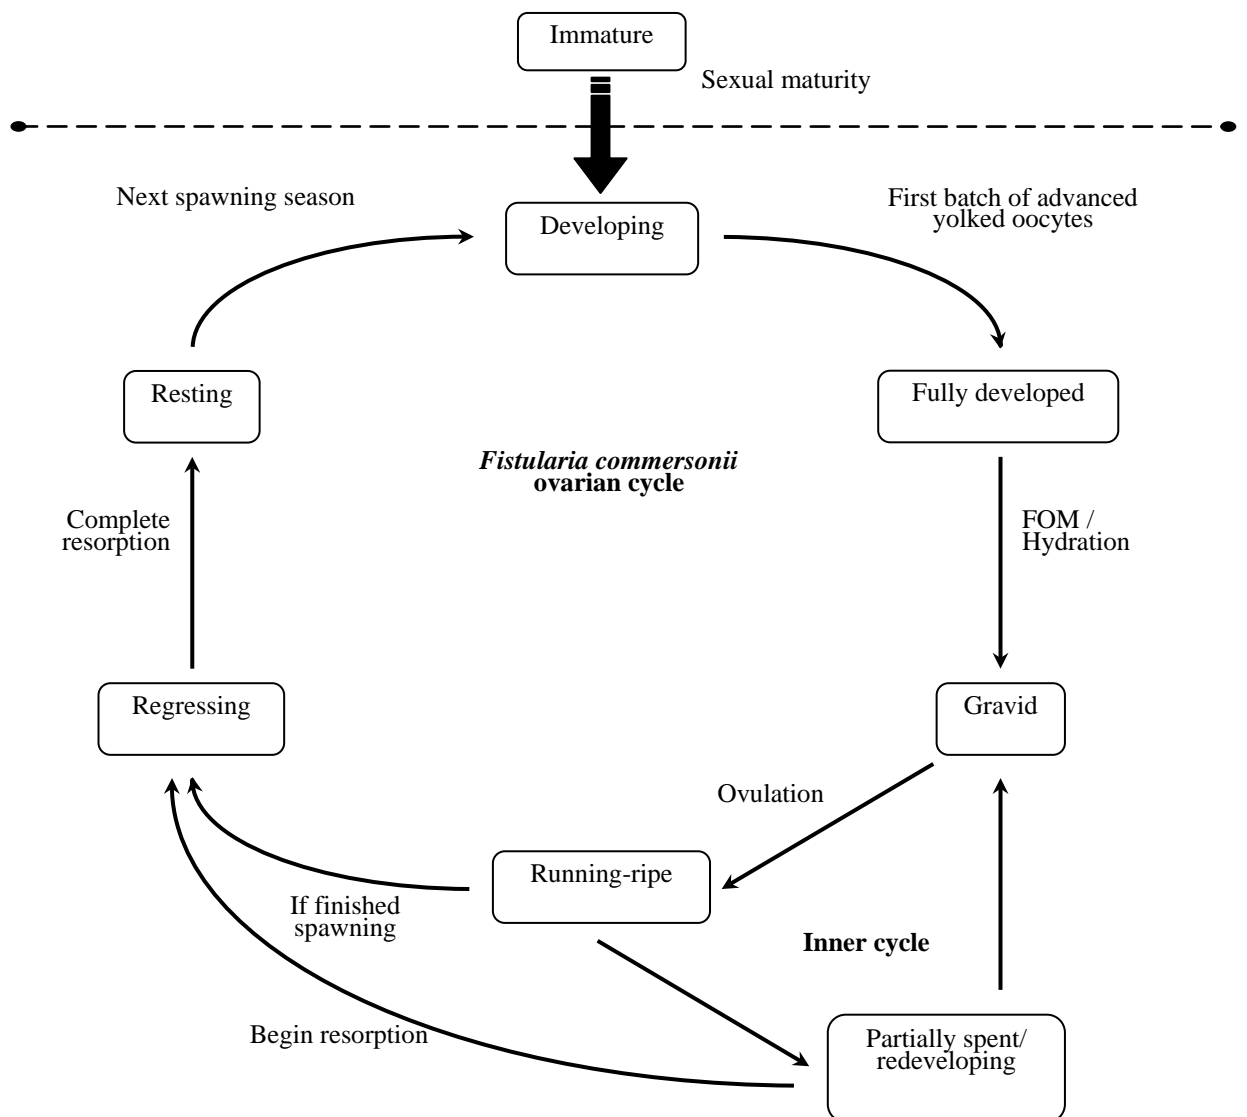 Immature
Sexual maturity
Next spawning season
First batch of advanced
yolked oocytes
Developing
Resting
Fully developed
Fistularia commersonii
ovarian cycle
Complete
resorption
FOM /
Hydration
Regressing
Gravid
Ovulation
Running-ripe
If finished
spawning
Inner cycle
Begin resorption
Partially spent/
redeveloping